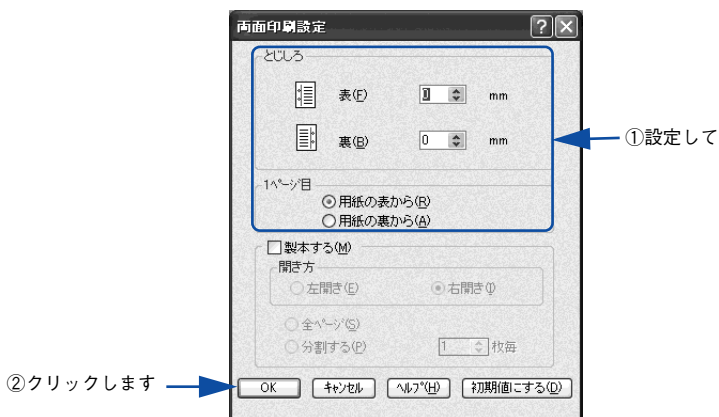 両面印刷設定
とじしろ
表(F) 0 mm
裏(B) 0 mm
①設定して
1ページ目
用紙の表から(R)
用紙の裏から(A)
製本する(M)
開き方
左開き(E) 右開き(I)
全ページ(S)
分割する(P) 1 枚毎
②クリックします
OK キャンセル ヘルプ(H) 初期値にする(D)